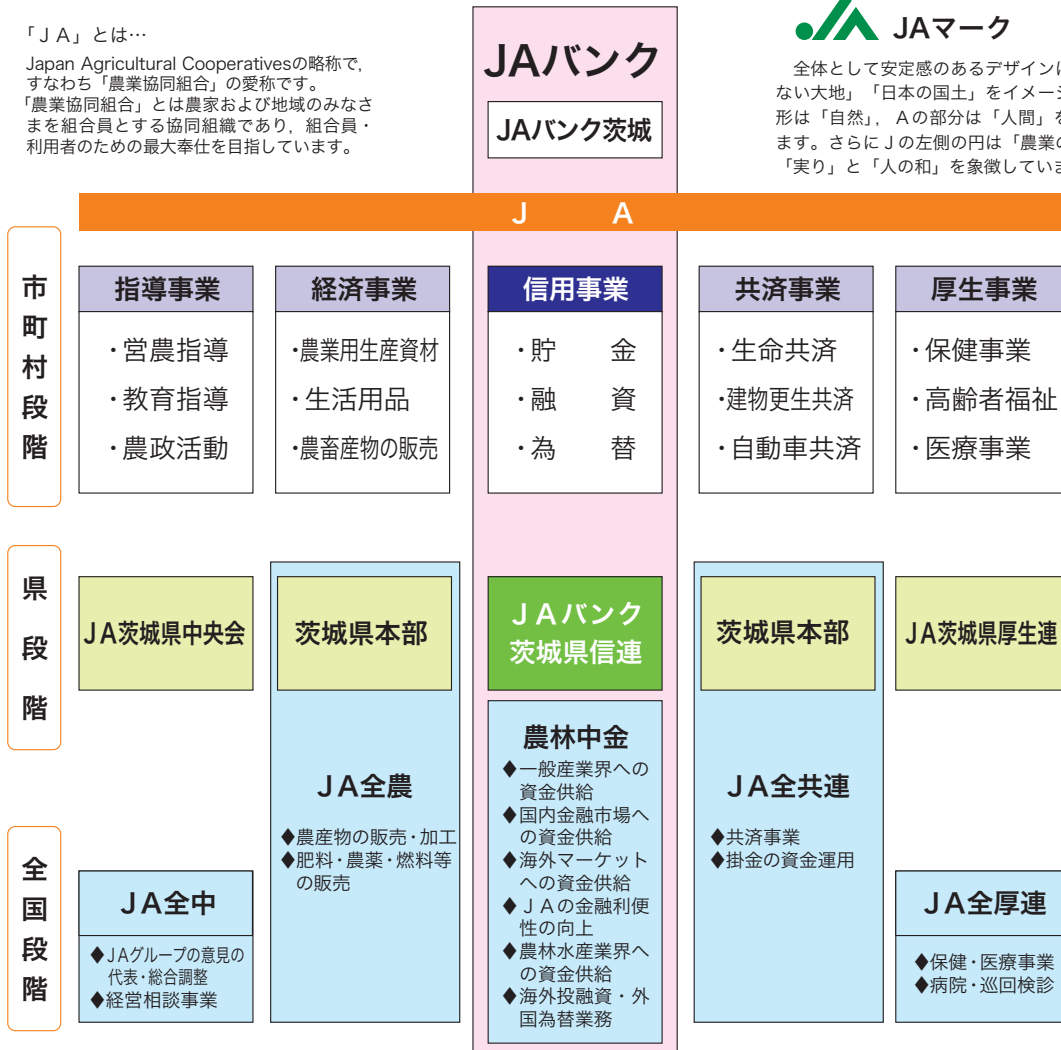 「ＪＡ」とは…
Japan Agricultural Cooperativesの略称で，
すなわち「農業協同組合」の愛称です。
「農業協同組合」とは農家および地域のみなさ
まを組合員とする協同組織であり，組合員・
利用者のための最大奉仕を目指しています。
JAバンク
JAバンク茨城
JAマーク
全体として安定感のあるデザインに
ない大地」「日本の国土」をイメージ
形は「自然」，Ａの部分は「人間」を
ます。さらにＪの左側の円は「農業の
「実り」と「人の和」を象徴していま
Ｊ Ａ
市町村段階
指導事業
・営農指導
・教育指導
・農政活動
経済事業
・農業用生産資材
・生活用品
・農畜産物の販売
信用事業
・貯 金
・融 資
・為 替
共済事業
・生命共済
・建物更生共済
・自動車共済
厚生事業
・保健事業
・高齢者福祉
・医療事業
県段階
ＪＡ茨城県中央会
茨城県本部
ＪＡバンク
茨城県信連
茨城県本部
ＪＡ茨城県厚生連
全国段階
ＪＡ全中
◆ＪＡグループの意見の
代表・総合調整
◆経営相談事業
ＪＡ全農
◆農産物の販売・加工
◆肥料・農薬・燃料等
の販売
農林中金
◆一般産業界への
資金供給
◆国内金融市場へ
の資金供給
◆海外マーケット
への資金供給
◆ＪＡの金融利便
性の向上
◆農林水産業界へ
の資金供給
◆海外投融資・外
国為替業務
ＪＡ全共連
◆共済事業
◆掛金の資金運用
ＪＡ全厚連
◆保健・医療事業
◆病院・巡回検診